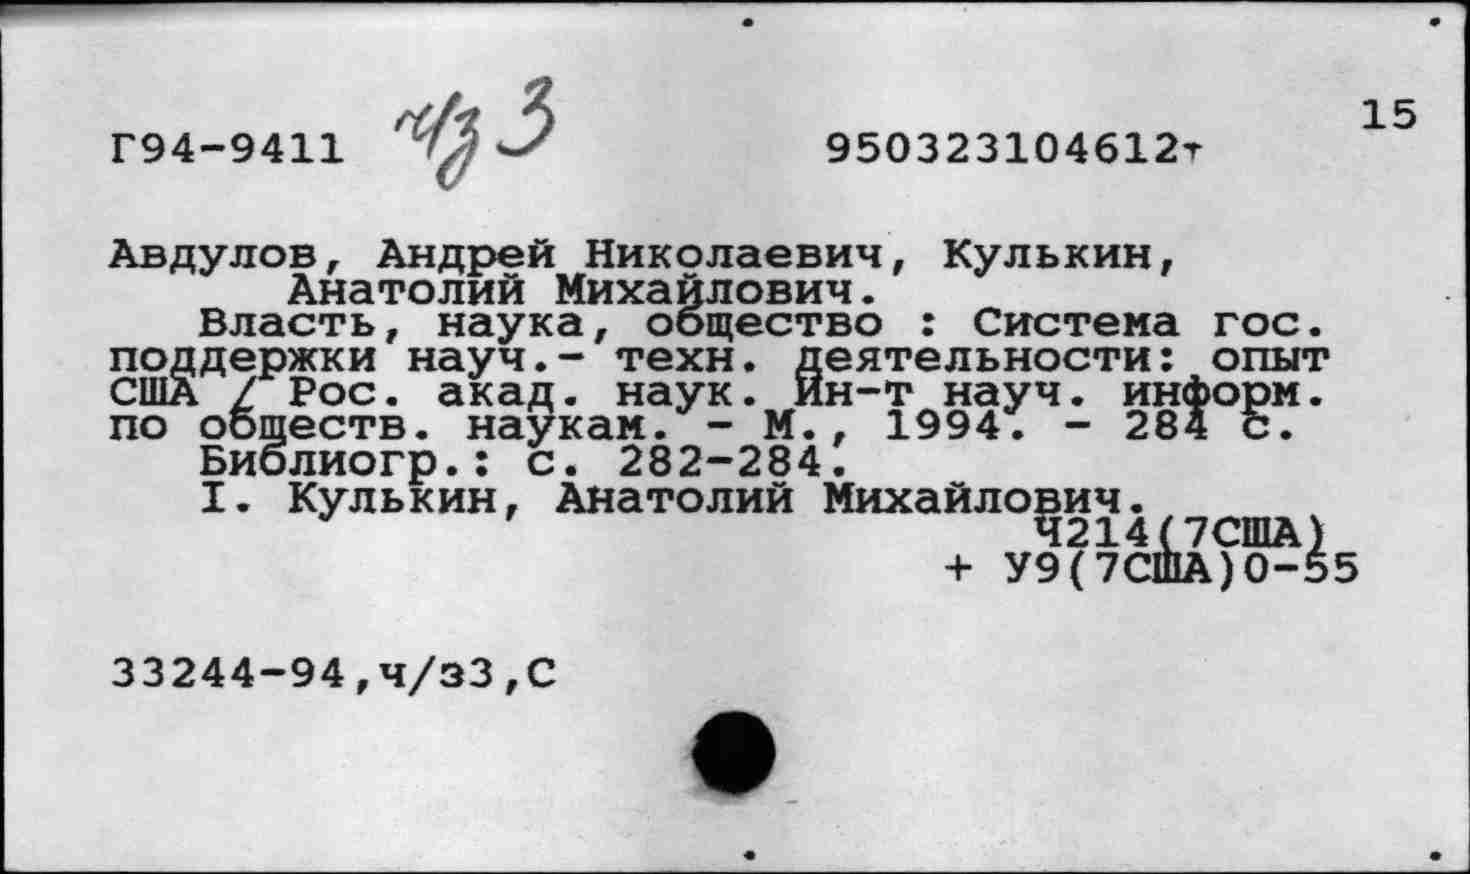 15
Г94-9411 ч/з 3 950323104612т
Авдулов, Андрей Николаевич, Кулькин,
Анатолий Михайлович.
Власть, наука, общество : Система гос.
поддержки науч.- техн. деятельности: опыт
США / Рос. акад. наук. Ин-т науч. информ.
по обществ. наукам. - М., 1994. - 284 с.
Библиогр.: с. 282-284.
I. Кулькин, Анатолий Михайлович.
Ч214(7США)
+ У9(7США)0-55
33244-94,ч/з3,С